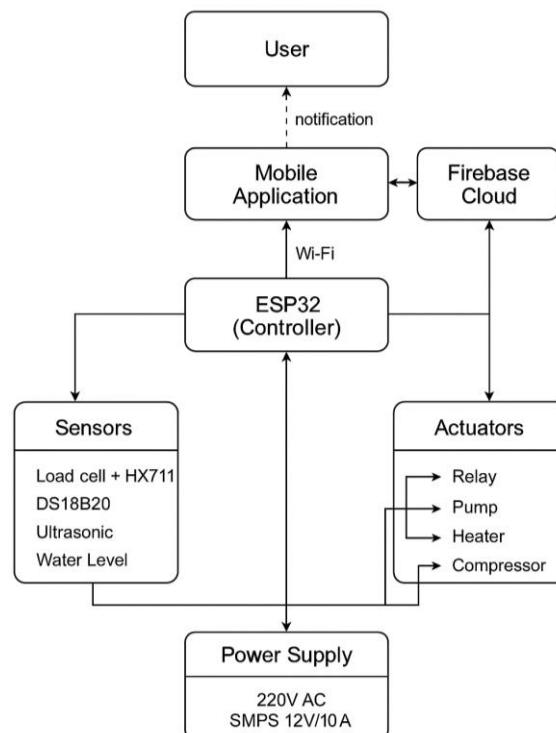 User
notification
Mobile
Application
Firebase
Cloud
Wi-Fi
ESP32
(Controller)
Sensors
Load cell + HX711
DS18B20
Ultrasonic
Water Level
Actuators
Relay
Pump
Heater
Compressor
Power Supply
220V AC
SMPS 12V/10 A